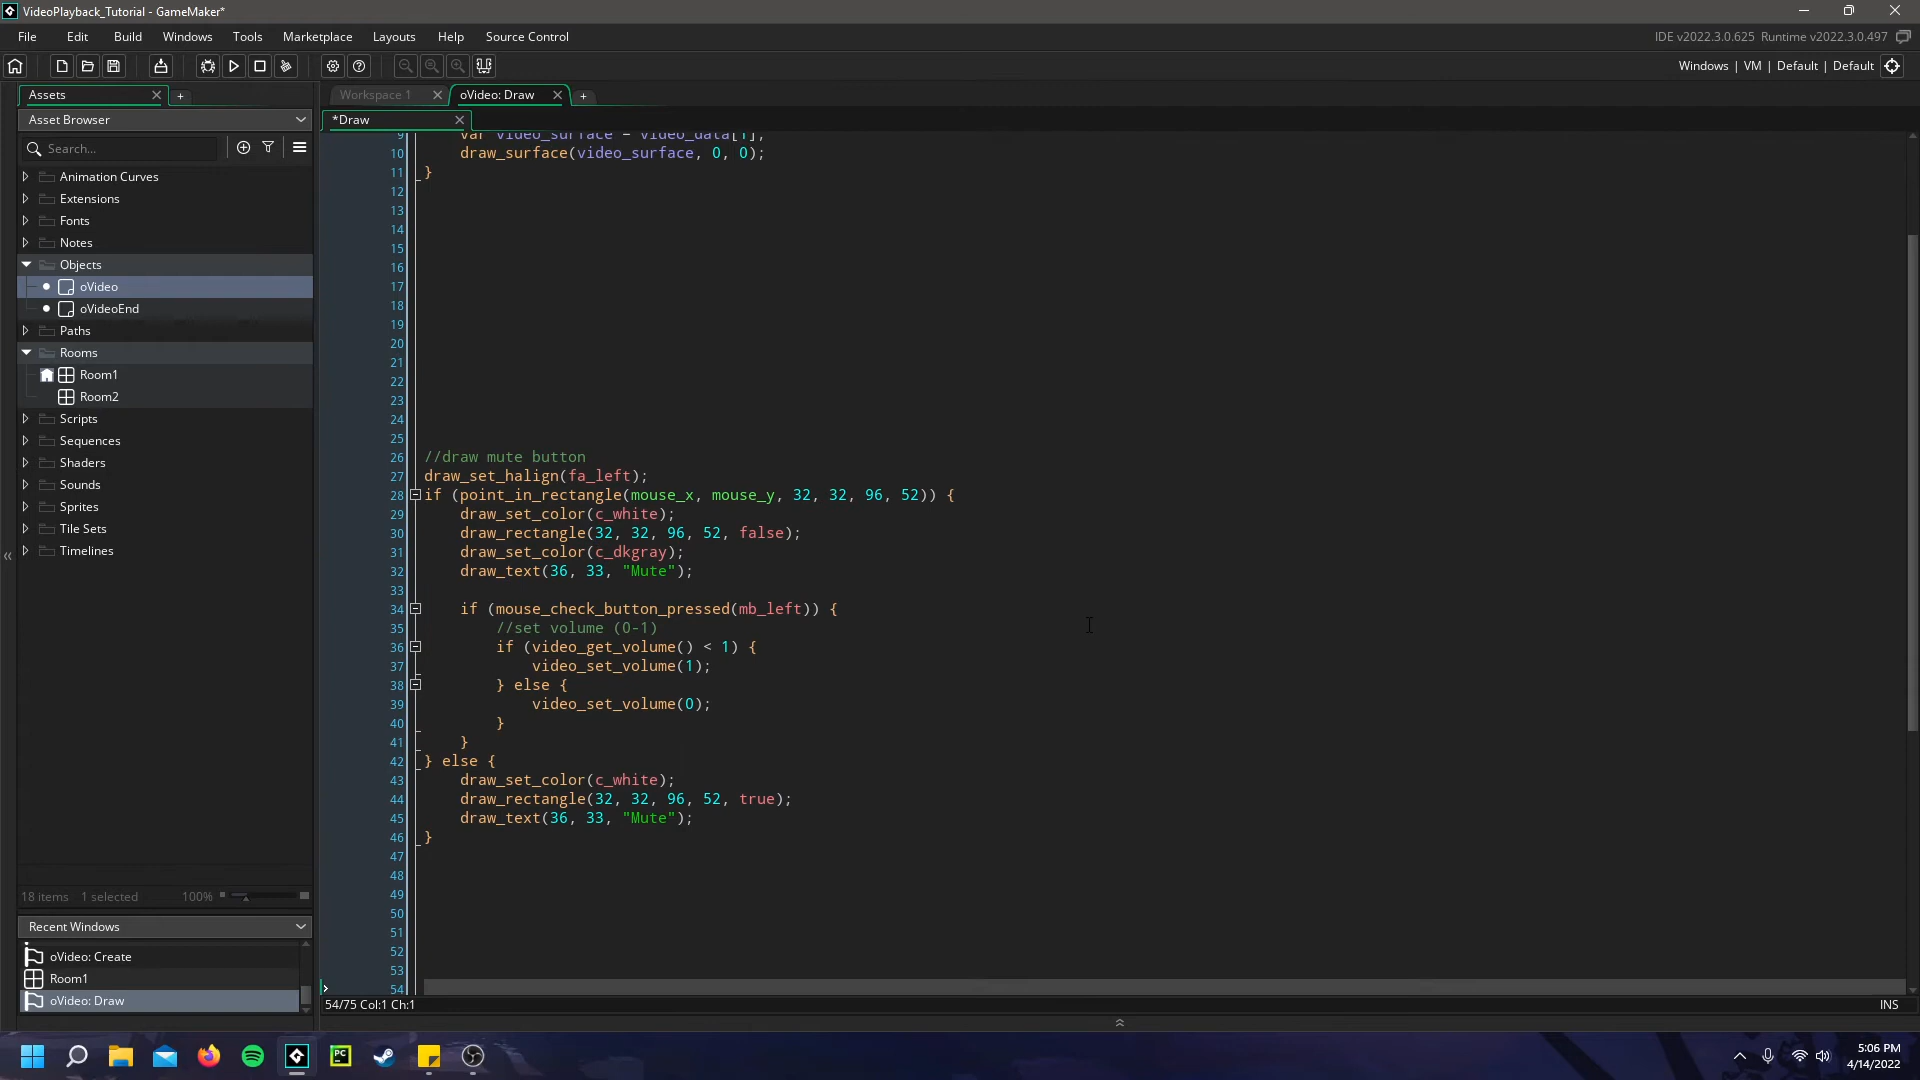 VideoPlayback_Tutorial - GameMaker*
File Edit Build Windows Tools Marketplace Layouts Help Source Control
IDE v2022.3.0.625 Runtime v2022.3.0.497
Windows | VM | Default | Default
Assets
Workspace 1
oVideo: Draw
Asset Browser
*Draw
Search...
Animation Curves
Extensions
Fonts
Notes
Objects
oVideo
oVideoEnd
Paths
Rooms
Room1
Room2
Scripts
Sequences
Shaders
Sounds
Sprites
Tile Sets
Timelines
18 items 1 selected 100%
Recent Windows
oVideo: Create
Room1
oVideo: Draw
9 var video_surface = video_data[1];
10 draw_surface(video_surface, 0, 0);
11 }
12
13
14
15
16
17
18
19
20
21
22
23
24
25
26 //draw mute button
27 draw_set_halign(fa_left);
28 if (point_in_rectangle(mouse_x, mouse_y, 32, 32, 96, 52)) {
29 draw_set_color(c_white);
30 draw_rectangle(32, 32, 96, 52, false);
31 draw_set_color(c_dkgray);
32 draw_text(36, 33, "Mute");
33
34 if (mouse_check_button_pressed(mb_left)) {
35 //set volume (0-1)
36 if (video_get_volume() < 1) {
37 video_set_volume(1);
38 } else {
39 video_set_volume(0);
40 }
41 }
42 } else {
43 draw_set_color(c_white);
44 draw_rectangle(32, 32, 96, 52, true);
45 draw_text(36, 33, "Mute");
46 }
47
48
49
50
51
52
53
54
54/75 Col:1 Ch:1
INS
PC
5:06 PM
4/14/2022